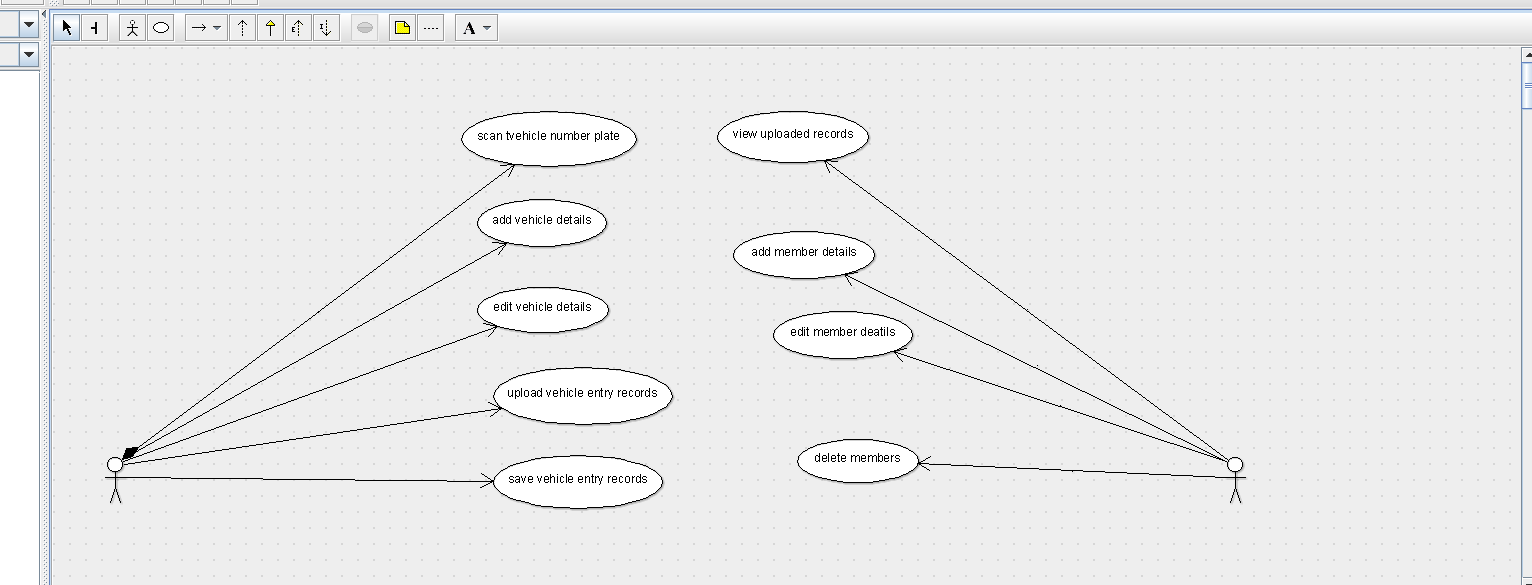 A
scan tvehicle number plate
view uploaded records
add vehicle details
add member details
edit vehicle details
edit member deatils
upload vehicle entry records
delete members
save vehicle entry records